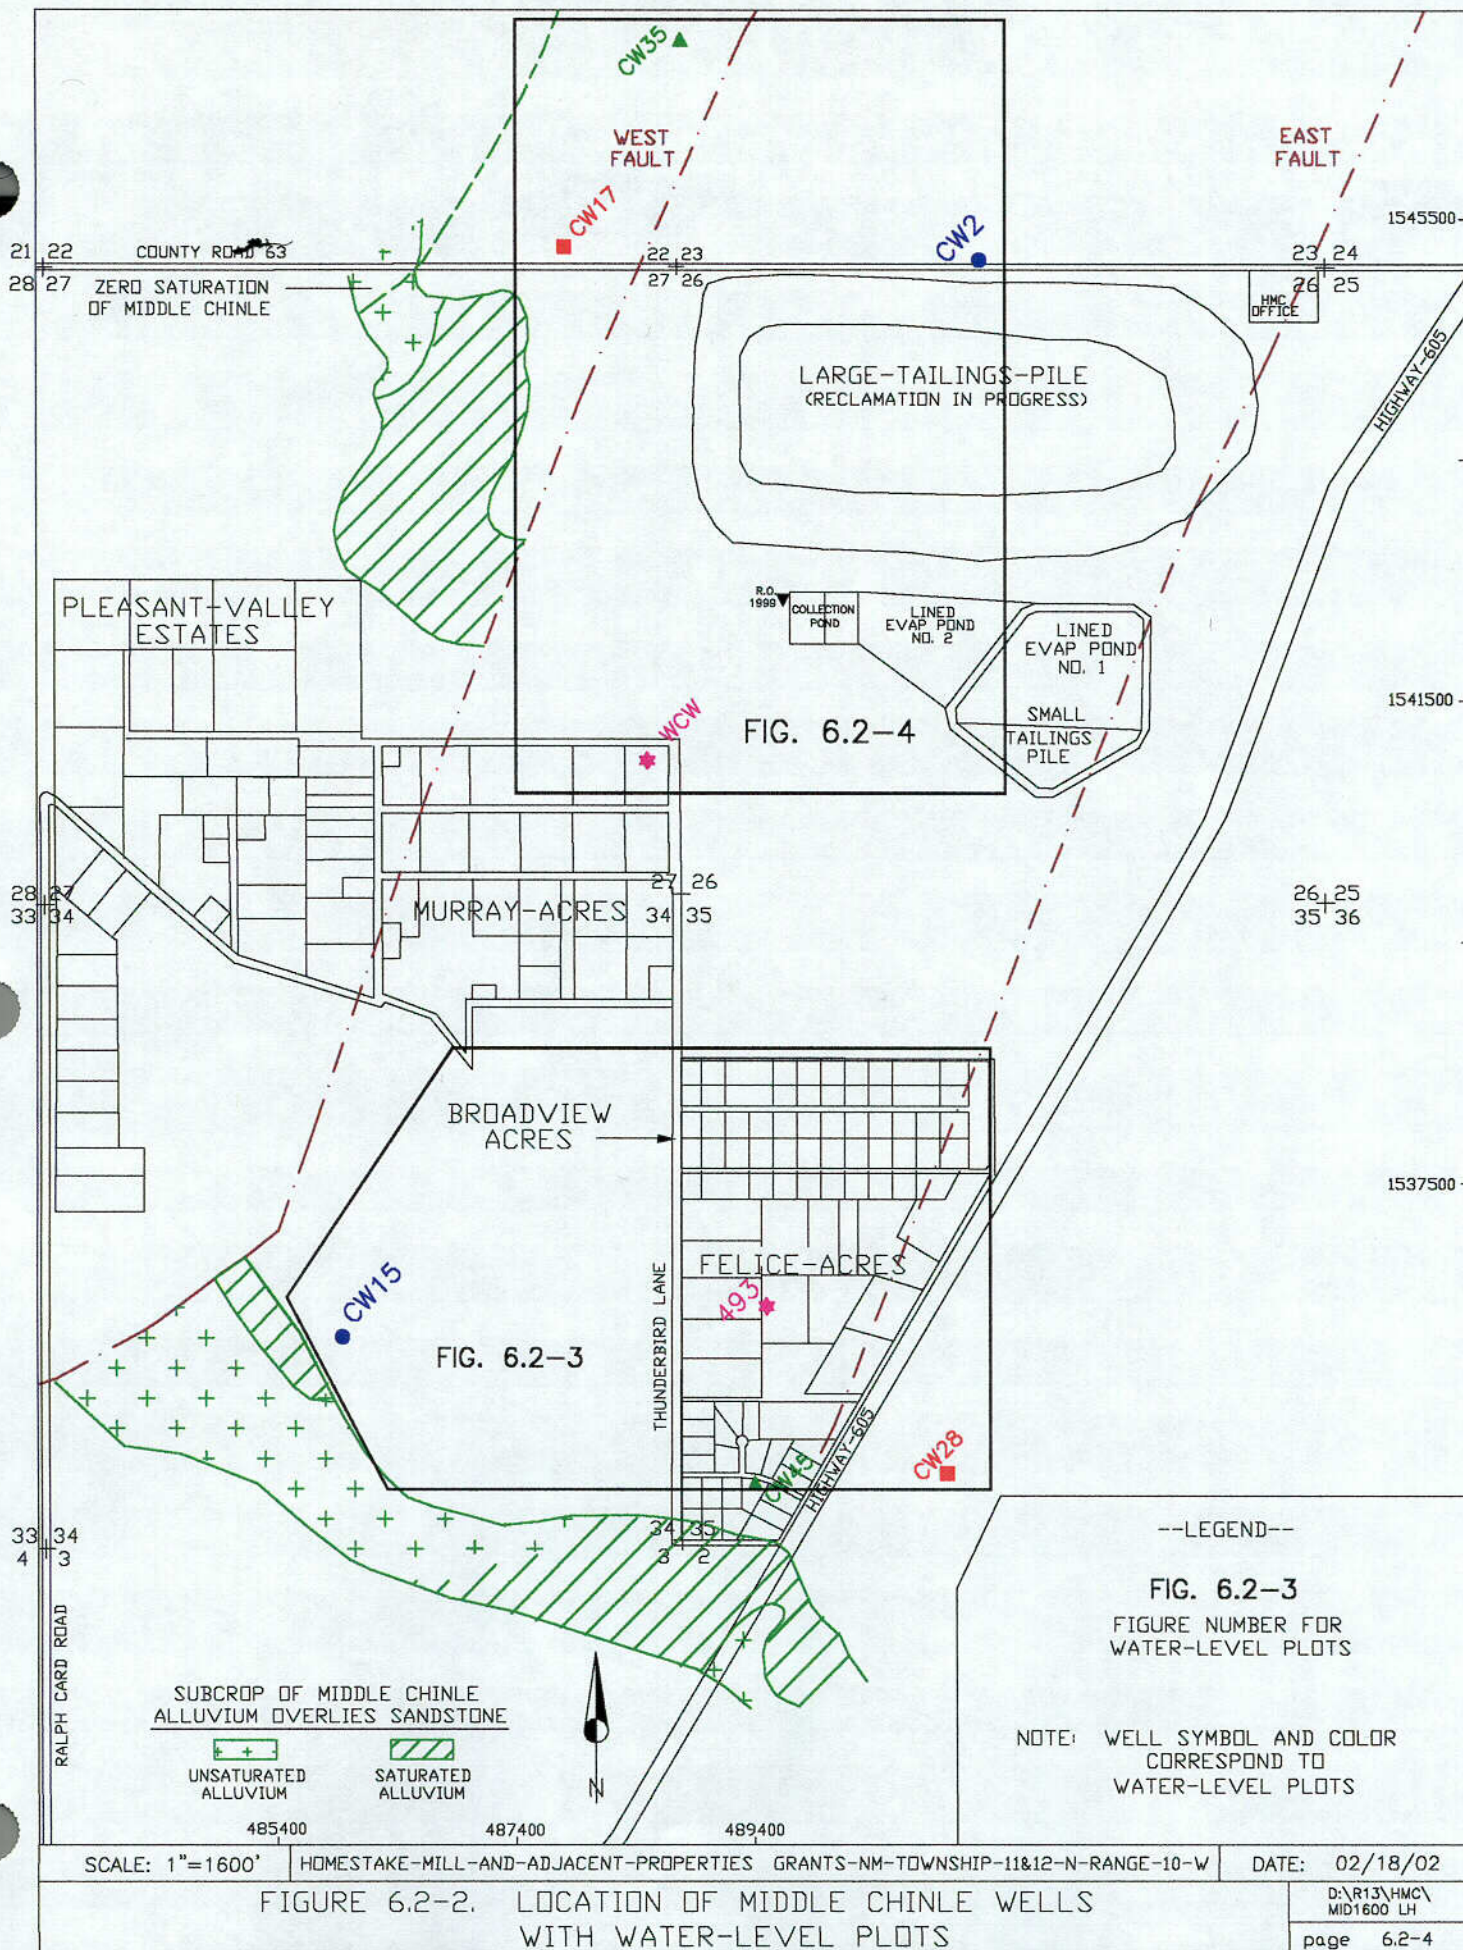 CW35
WEST
FAULT
EAST
FAULT
CW17
CW2
1545500
21 22
COUNTY ROAD 63
22 23
23 24
28 27
27 26
26 25
ZERO SATURATION
OF MIDDLE CHINLE
HMC
OFFICE
HIGHWAY-605
LARGE-TAILINGS-PILE
(RECLAMATION IN PROGRESS)
R.O.
1999
COLLECTION
POND
LINED
EVAP POND
NO. 2
LINED
EVAP POND
NO. 1
PLEASANT-VALLEY
ESTATES
1541500
WCW
FIG. 6.2-4
SMALL
TAILINGS
PILE
28 27
33 34
27 26
34 35
MURRAY-ACRES
26 25
35 36
BROADVIEW
ACRES
1537500
FELICE-ACRES
CW15
493
THUNDERBIRD LANE
FIG. 6.2-3
HIGHWAY-605
CW28
CW45
33 34
4 3
34 35
3 2
--LEGEND--
FIG. 6.2-3
FIGURE NUMBER FOR
WATER-LEVEL PLOTS
RALPH CARD ROAD
SUBCROP OF MIDDLE CHINLE
ALLUVIUM OVERLIES SANDSTONE
UNSATURATED
ALLUVIUM
SATURATED
ALLUVIUM
N
NOTE: WELL SYMBOL AND COLOR
CORRESPOND TO
WATER-LEVEL PLOTS
485400
487400
489400
SCALE: 1"=1600'
HOMESTAKE-MILL-AND-ADJACENT-PROPERTIES GRANTS-NM-TOWNSHIP-11&12-N-RANGE-10-W
DATE: 02/18/02
FIGURE 6.2-2. LOCATION OF MIDDLE CHINLE WELLS
WITH WATER-LEVEL PLOTS
D:\R13\HMC\
MID1600 LH
page 6.2-4